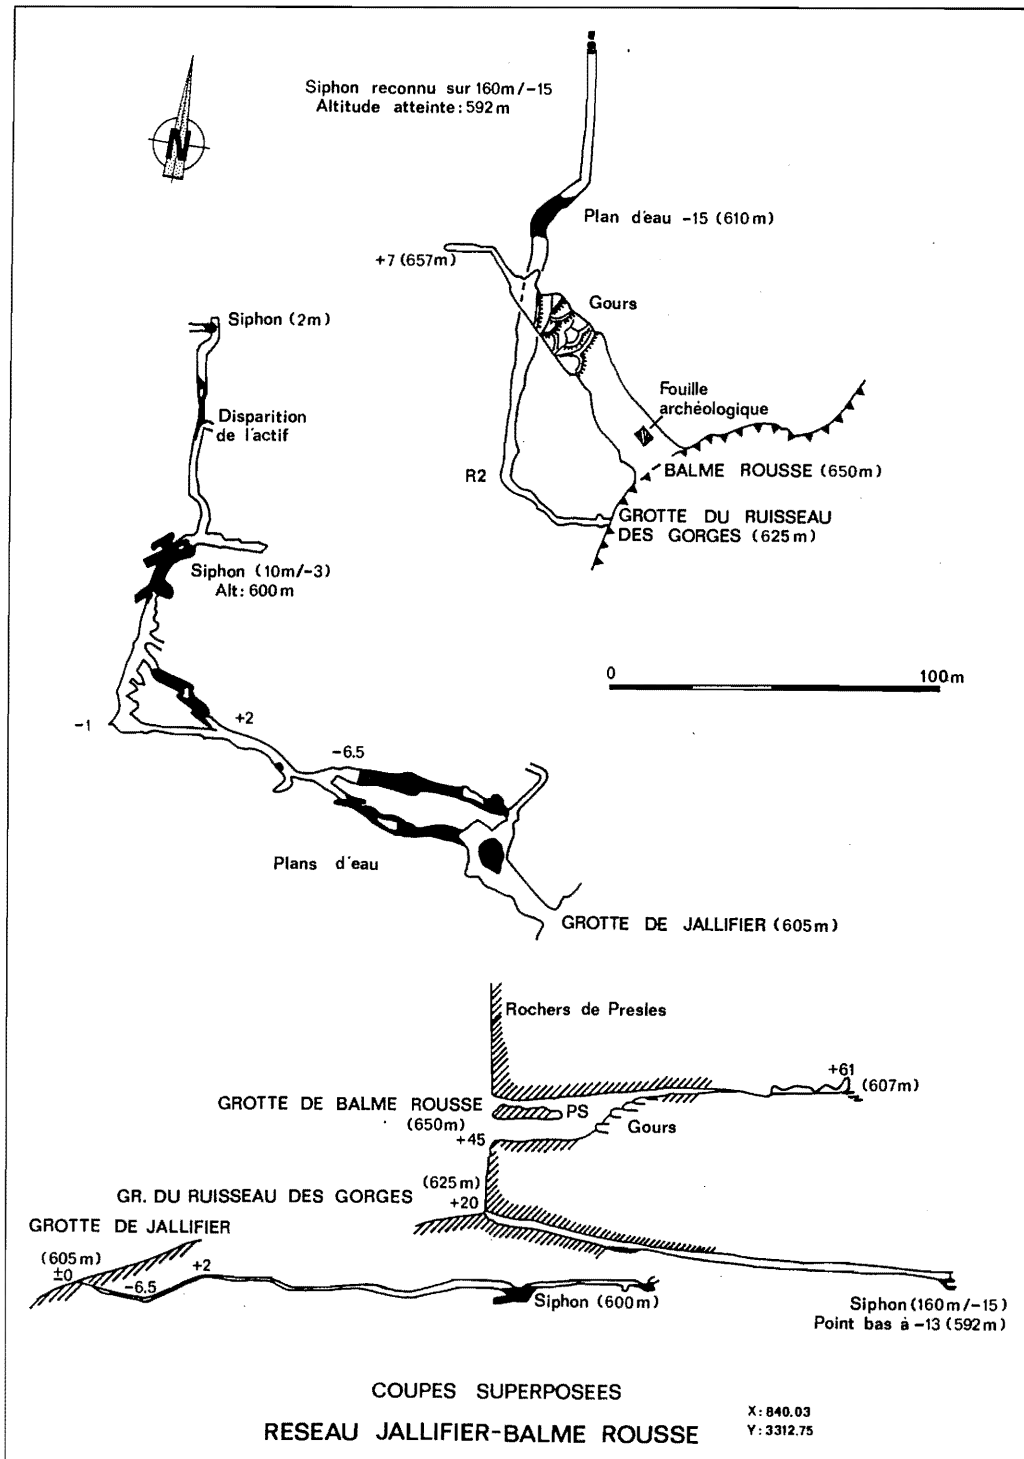 N
Siphon reconnu sur 160m/-15
Altitude atteinte: 592m
Plan d'eau -15 (610m)
+7 (657m)
Gours
Siphon (2m)
Disparition
de l'actif
Fouille
archéologique
R2
BALME ROUSSE (650m)
GROTTE DU RUISSEAU
DES GORGES (625m)
Siphon (10m/-3)
Alt: 600m
0 100m
-1
+2
-6.5
Plans d'eau
GROTTE DE JALLIFIER (605m)
Rochers de Presles
+61
(607m)
GROTTE DE BALME ROUSSE
(650m)
PS
+45
Gours
(625m)
GR. DU RUISSEAU DES GORGES
+20
GROTTE DE JALLIFIER
(605m)
±0
-6.5
+2
Siphon (600m)
Siphon (160m/-15)
Point bas à -13 (592m)
COUPES SUPERPOSEES
RESEAU JALLIFIER-BALME ROUSSE
X: 840.03
Y: 3312.75